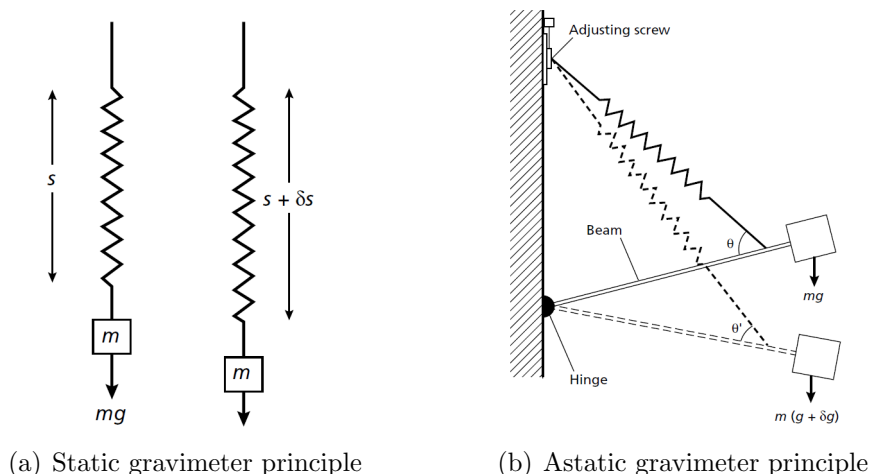 s
m
mg
s + δs
m
(a) Static gravimeter principle
Adjusting screw
Beam
θ
mg
θ'
Hinge
m (g + δg)
(b) Astatic gravimeter principle